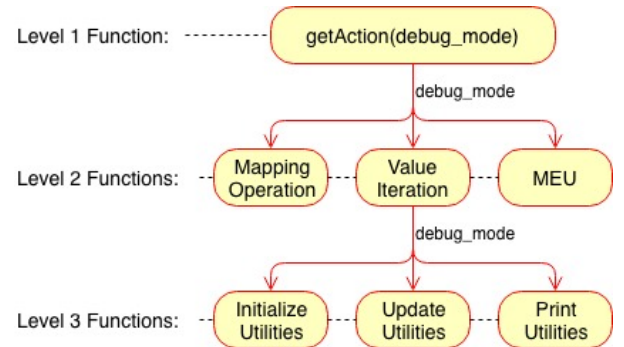 Level 1 Function:
getAction(debug_mode)
debug_mode
Level 2 Functions:
Mapping
Operation
Value
Iteration
MEU
debug_mode
Level 3 Functions:
Initialize
Utilities
Update
Utilities
Print
Utilities